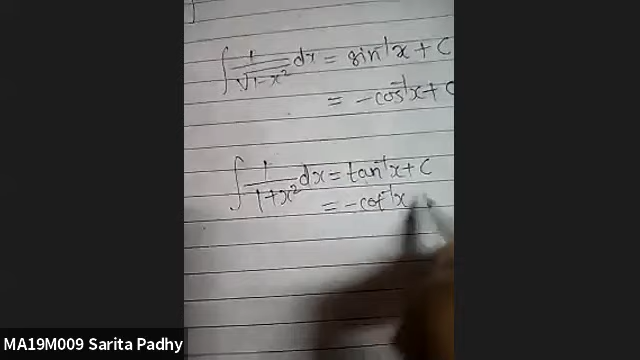 ∫ 1/√1-x² dx = sin⁻¹x + C
= -cos⁻¹x + C
∫ 1/1+x² dx = tan⁻¹x + C
= -cot⁻¹x
MA19M009 Sarita Padhy